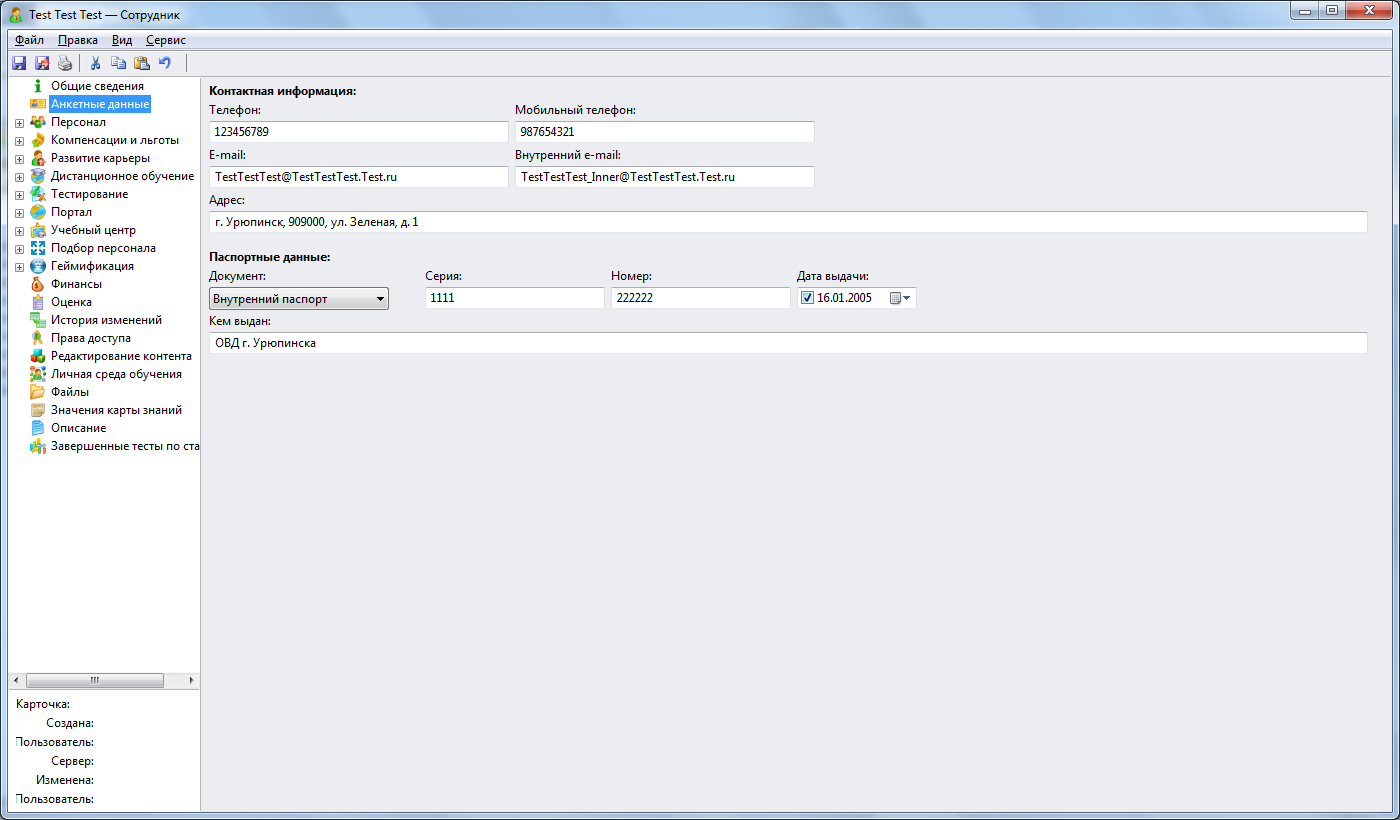 Test Test Test — Сотрудник
Файл Правка Вид Сервис
Общие сведения
Анкетные данные
Персонал
Компенсации и льготы
Развитие карьеры
Дистанционное обучение
Тестирование
Портал
Учебный центр
Подбор персонала
Геймификация
Финансы
Оценка
История изменений
Права доступа
Редактирование контента
Личная среда обучения
Файлы
Значения карты знаний
Описание
Завершенные тесты по ста
Карточка:
Создана:
Пользователь:
Сервер:
Изменена:
Пользователь:
Контактная информация:
Телефон: Мобильный телефон:
123456789 987654321
E-mail: Внутренний e-mail:
TestTestTest@TestTestTest.Test.ru TestTestTest_Inner@TestTestTest.Test.ru
Адрес:
г. Урюпинск, 909000, ул. Зеленая, д. 1
Паспортные данные:
Документ: Серия: Номер: Дата выдачи:
Внутренний паспорт 1111 222222 16.01.2005
Кем выдан:
ОВД г. Урюпинска